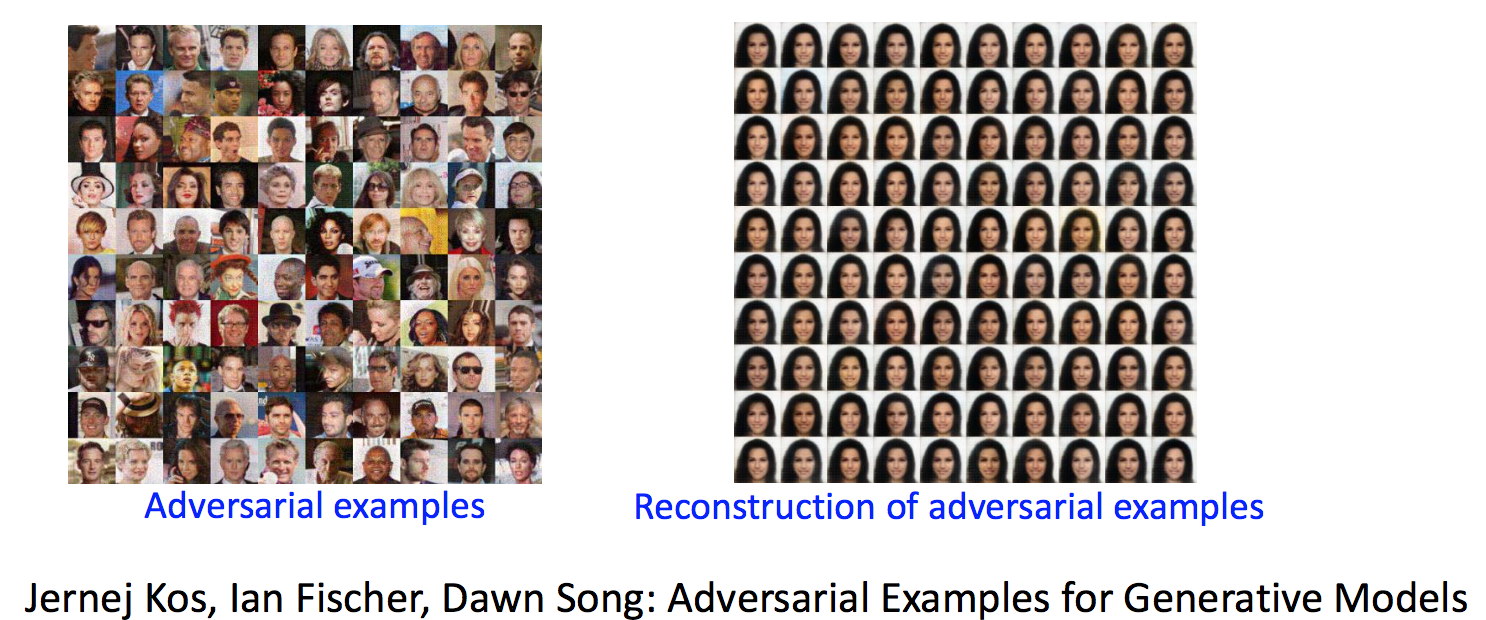 Adversarial examples
Reconstruction of adversarial examples
Jernej Kos, Ian Fischer, Dawn Song: Adversarial Examples for Generative Models